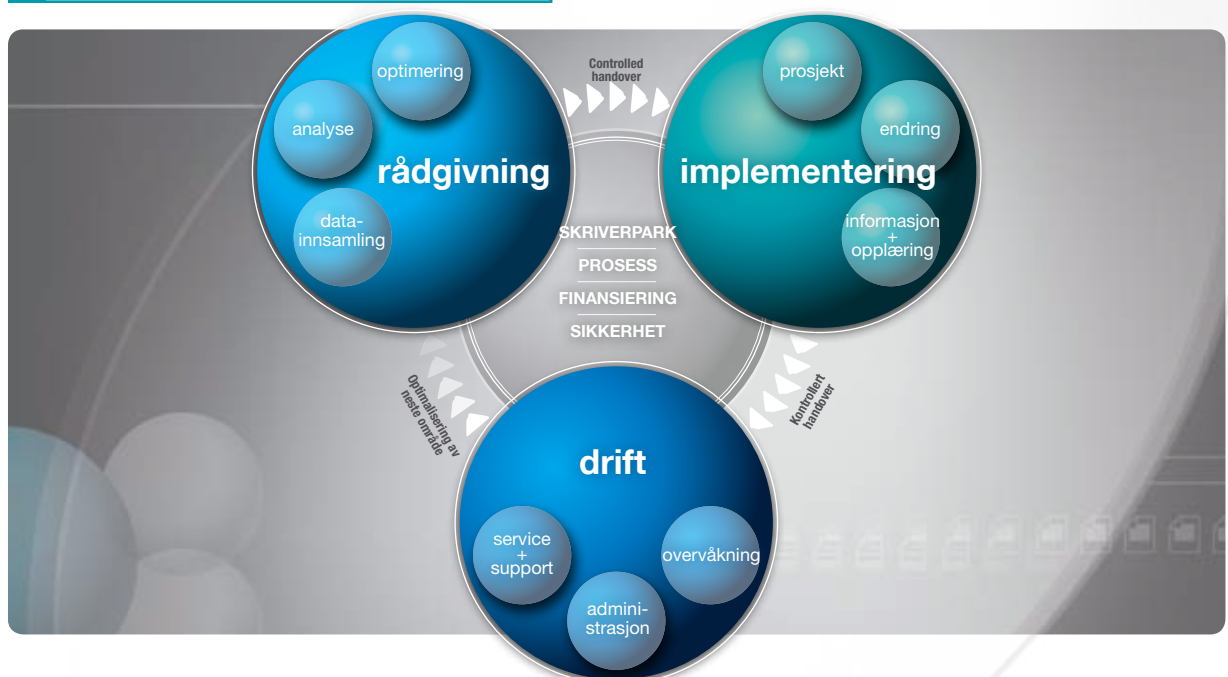 optimering
analyse
rådgivning
data-
innsamling
Controlled
handover
prosjekt
endring
implementering
informasjon
+
opplæring
SKRIVERPARK
PROSESS
FINANSIERING
SIKKERHET
Optimalisering av
neste område
Kontrollert
handover
drift
service
+
support
overvåkning
admini-
strasjon